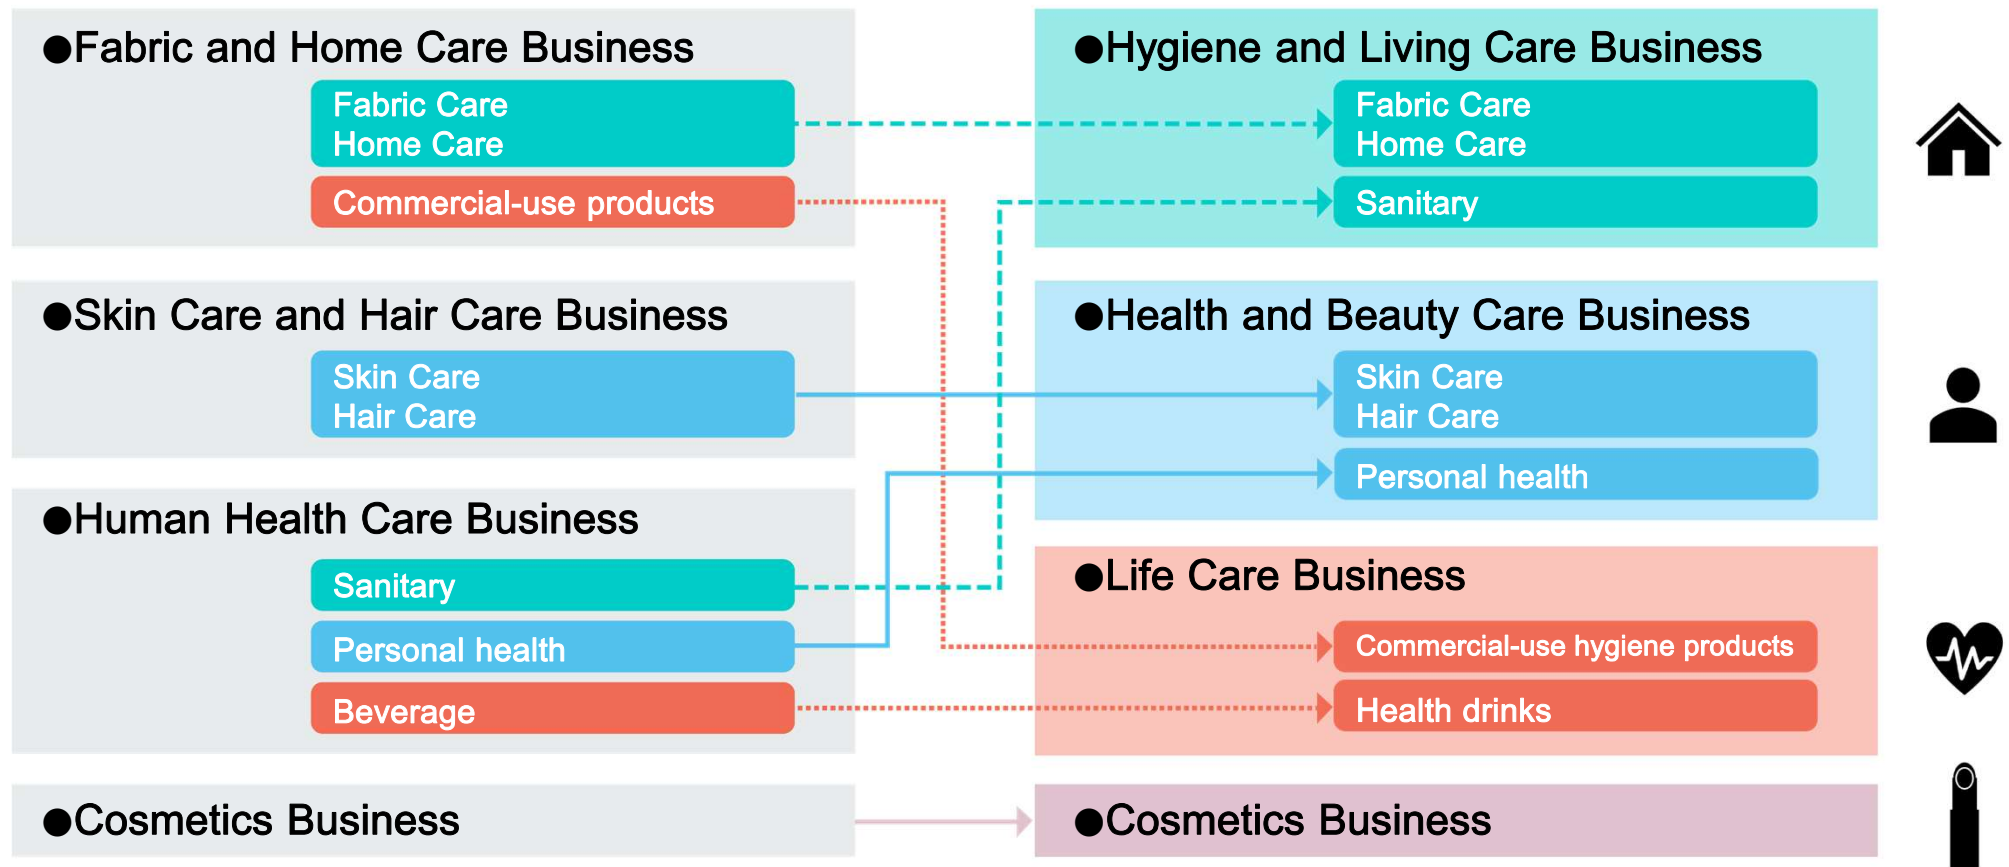 ●Fabric and Home Care Business
Fabric Care
Home Care
Commercial-use products
●Skin Care and Hair Care Business
Skin Care
Hair Care
●Human Health Care Business
Sanitary
Personal health
Beverage
●Cosmetics Business
●Hygiene and Living Care Business
Fabric Care
Home Care
Sanitary
●Health and Beauty Care Business
Skin Care
Hair Care
Personal health
●Life Care Business
Commercial-use hygiene products
Health drinks
●Cosmetics Business